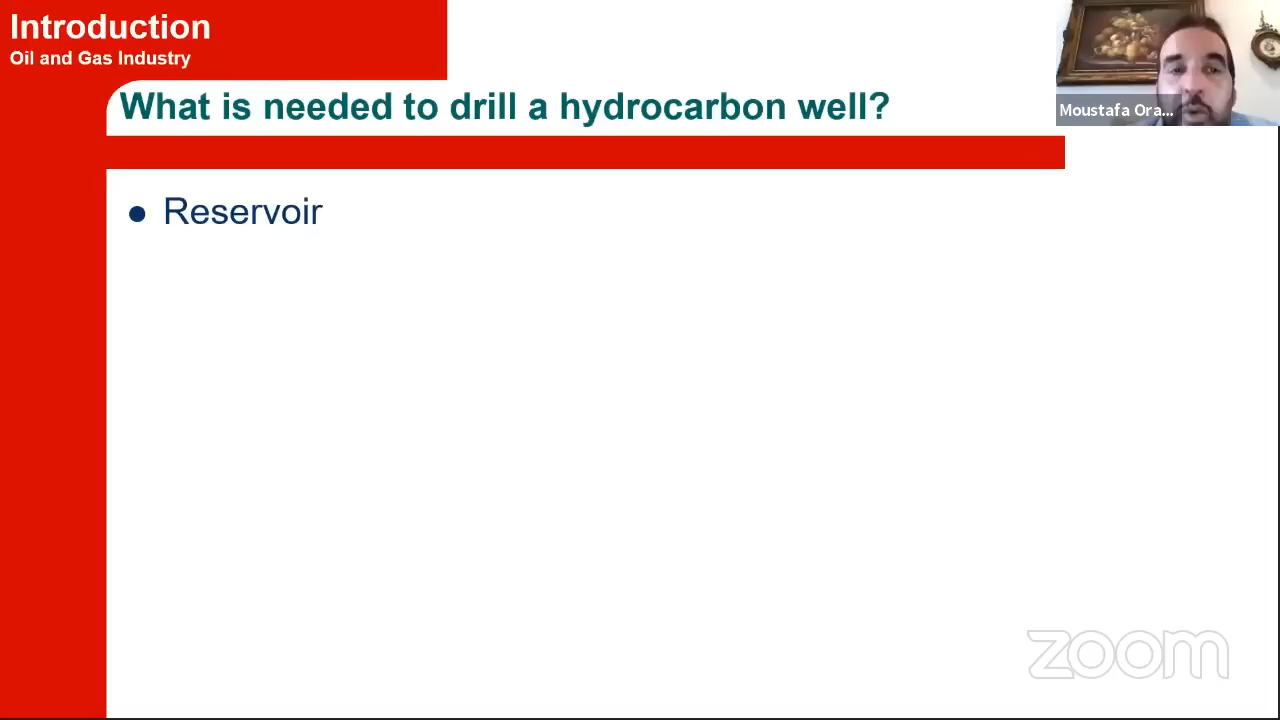 Introduction
Oil and Gas Industry
What is needed to drill a hydrocarbon well?
Moustafa Ora...
● Reservoir
zoom